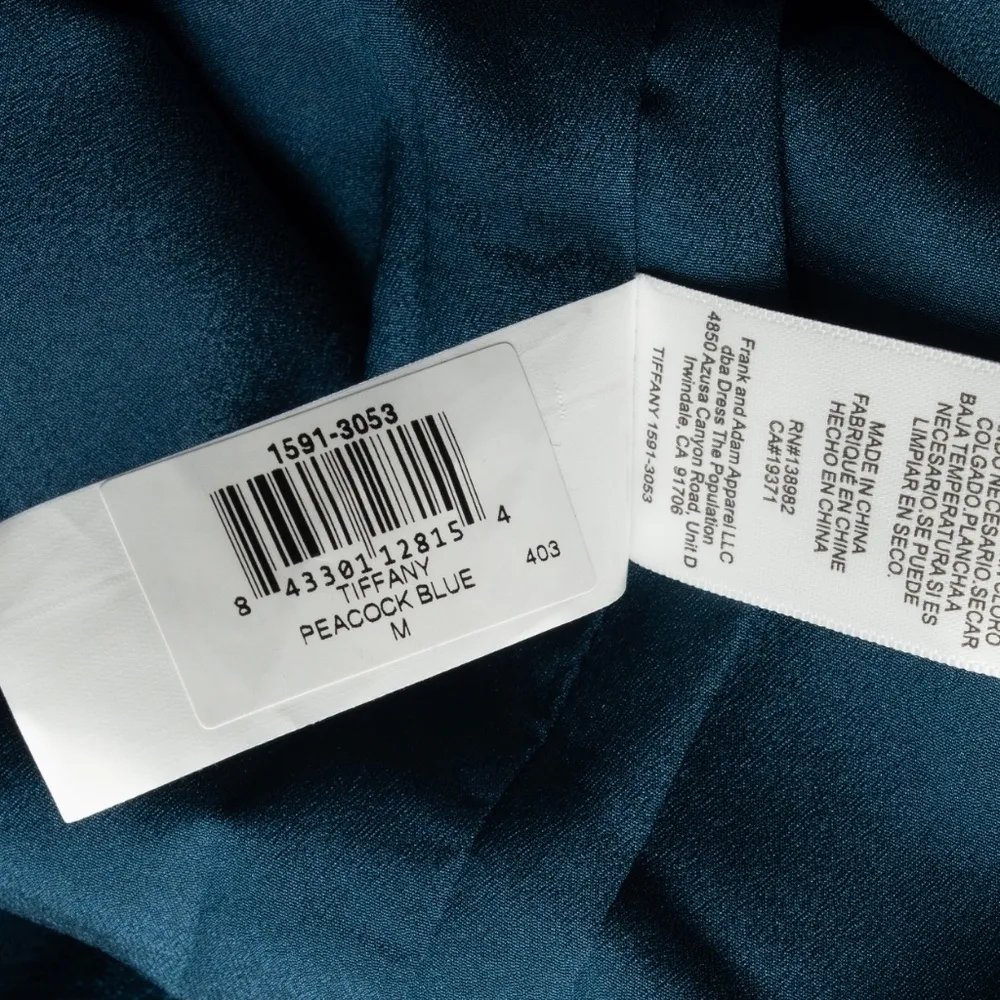 1591-3053
8 43301 12815 4
TIFFANY
403
PEACOCK BLUE
M
TIFFANY 1591-3053
Frank and Adam Apparel LLC
dba Dress The Population
4850 Azusa Canyon Road, Unit D
Irwindale, CA 91706
RN#138982
CA#19371
MADE IN CHINA
FABRIQUÉ EN CHINE
HECHO EN CHINA
COLGADO,PLANCHA A
BAJA TEMPERATURA SI ES
NECESARIO,SE PUEDE
LIMPIAR EN SECO.